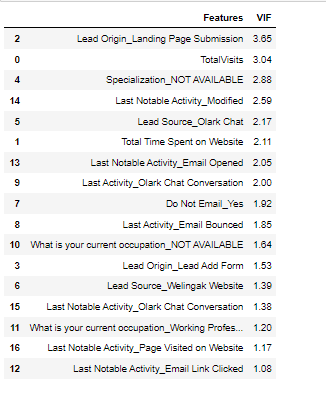 Features VIF
2 Lead Origin_Landing Page Submission 3.65
0 TotalVisits 3.04
4 Specialization_NOT AVAILABLE 2.88
14 Last Notable Activity_Modified 2.59
5 Lead Source_Olark Chat 2.17
1 Total Time Spent on Website 2.11
13 Last Notable Activity_Email Opened 2.05
9 Last Activity_Olark Chat Conversation 2.00
7 Do Not Email_Yes 1.92
8 Last Activity_Email Bounced 1.85
10 What is your current occupation_NOT AVAILABLE 1.64
3 Lead Origin_Lead Add Form 1.53
6 Lead Source_Welingak Website 1.39
15 Last Notable Activity_Olark Chat Conversation 1.38
11 What is your current occupation_Working Profes... 1.20
16 Last Notable Activity_Page Visited on Website 1.17
12 Last Notable Activity_Email Link Clicked 1.08